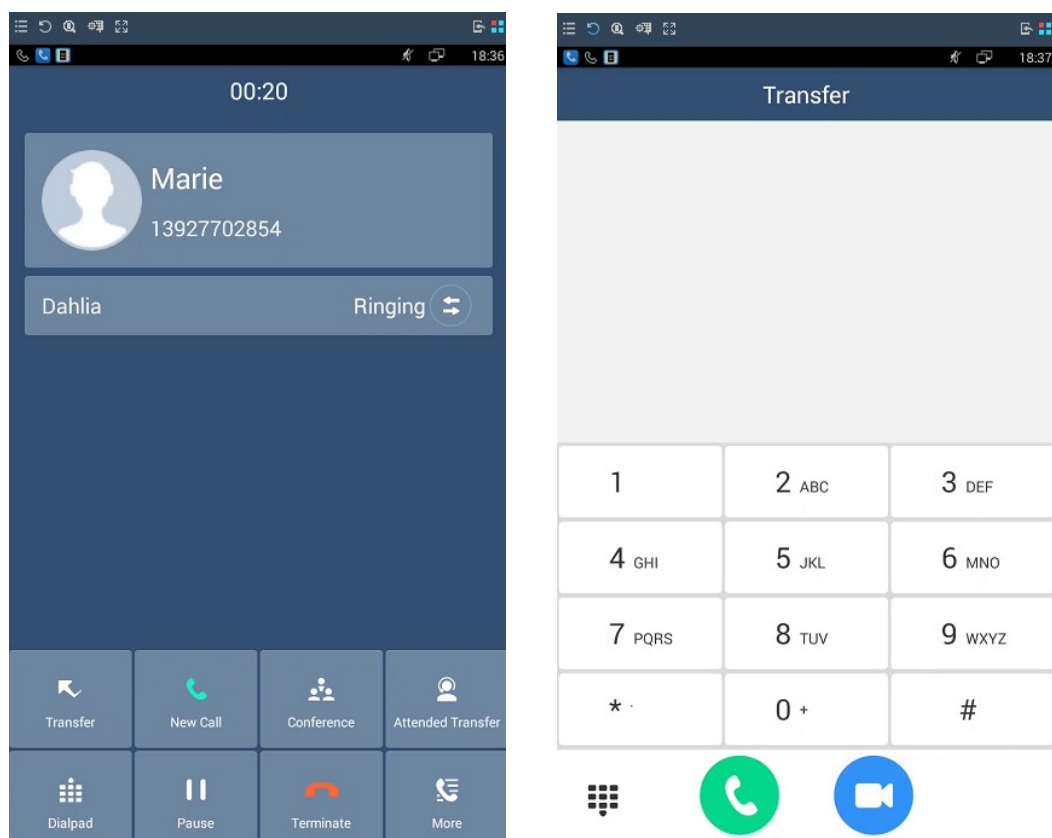 18:36
00:20
Marie
13927702854
Dahlia Ringing
Transfer New Call Conference Attended Transfer
Dialpad Pause Terminate More
18:37
Transfer
1 2 ABC 3 DEF
4 GHI 5 JKL 6 MNO
7 PQRS 8 TUV 9 WXYZ
* 0 + #